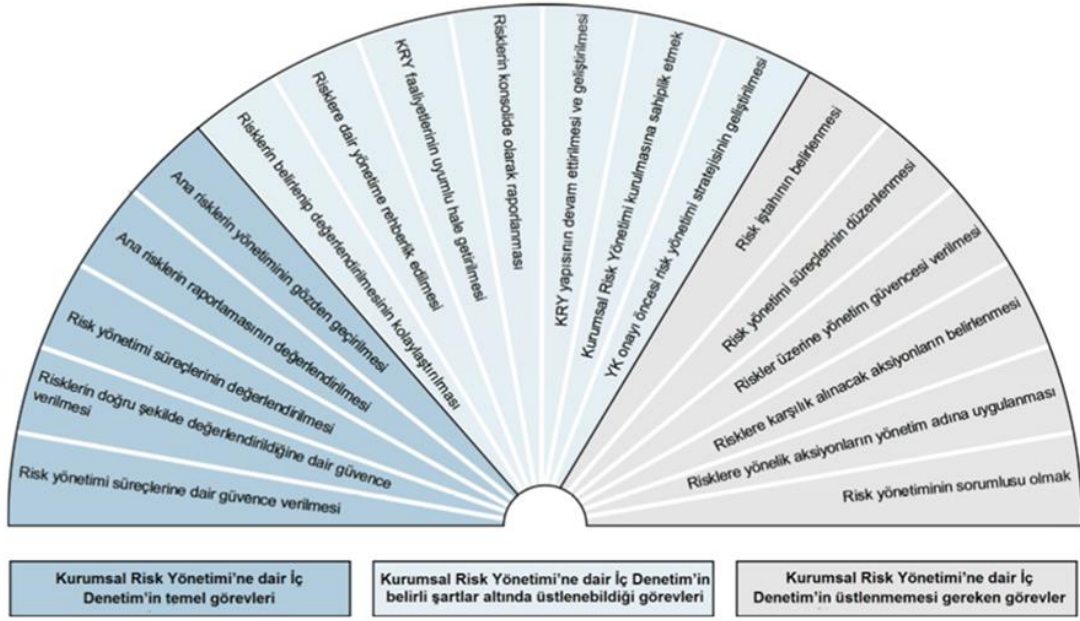 Risk yönetimi süreçlerine dair güvence verilmesi
Risklerin doğru şekilde değerlendirildiğine dair güvence
verilmesi
Risk yönetimi süreçlerinin değerlendirilmesi
Ana risklerin raporlamasının değerlendirilmesi
Ana risklerin yönetiminin gözden geçirilmesi
Risklerin belirlenip değerlendirilmesinin kolaylaştırılması
Risklere dair yönetime rehberlik edilmesi
KRY faaliyetlerinin uyumlu hale getirilmesi
Risklerin konsolide olarak raporlanması
KRY yapısının devam ettirilmesi ve geliştirilmesi
Kurumsal Risk Yönetimi kurulmasına sahiplik etmek
YK onayı öncesi risk yönetimi stratejisinin geliştirilmesi
Risk iştahının belirlenmesi
Risk yönetimi süreçlerinin düzenlenmesi
Riskler üzerine yönetim güvencesi verilmesi
Risklere karşılık alınacak aksiyonların belirlenmesi
Risklere yönelik aksiyonların yönetim adına uygulanması
Risk yönetiminin sorumlusu olmak
Kurumsal Risk Yönetimi'ne dair İç
Denetim'in temel görevleri
Kurumsal Risk Yönetimi'ne dair İç Denetim'in
belirli şartlar altında üstlenebildiği görevleri
Kurumsal Risk Yönetimi'ne dair İç
Denetim'in üstlenmemesi gereken görevler